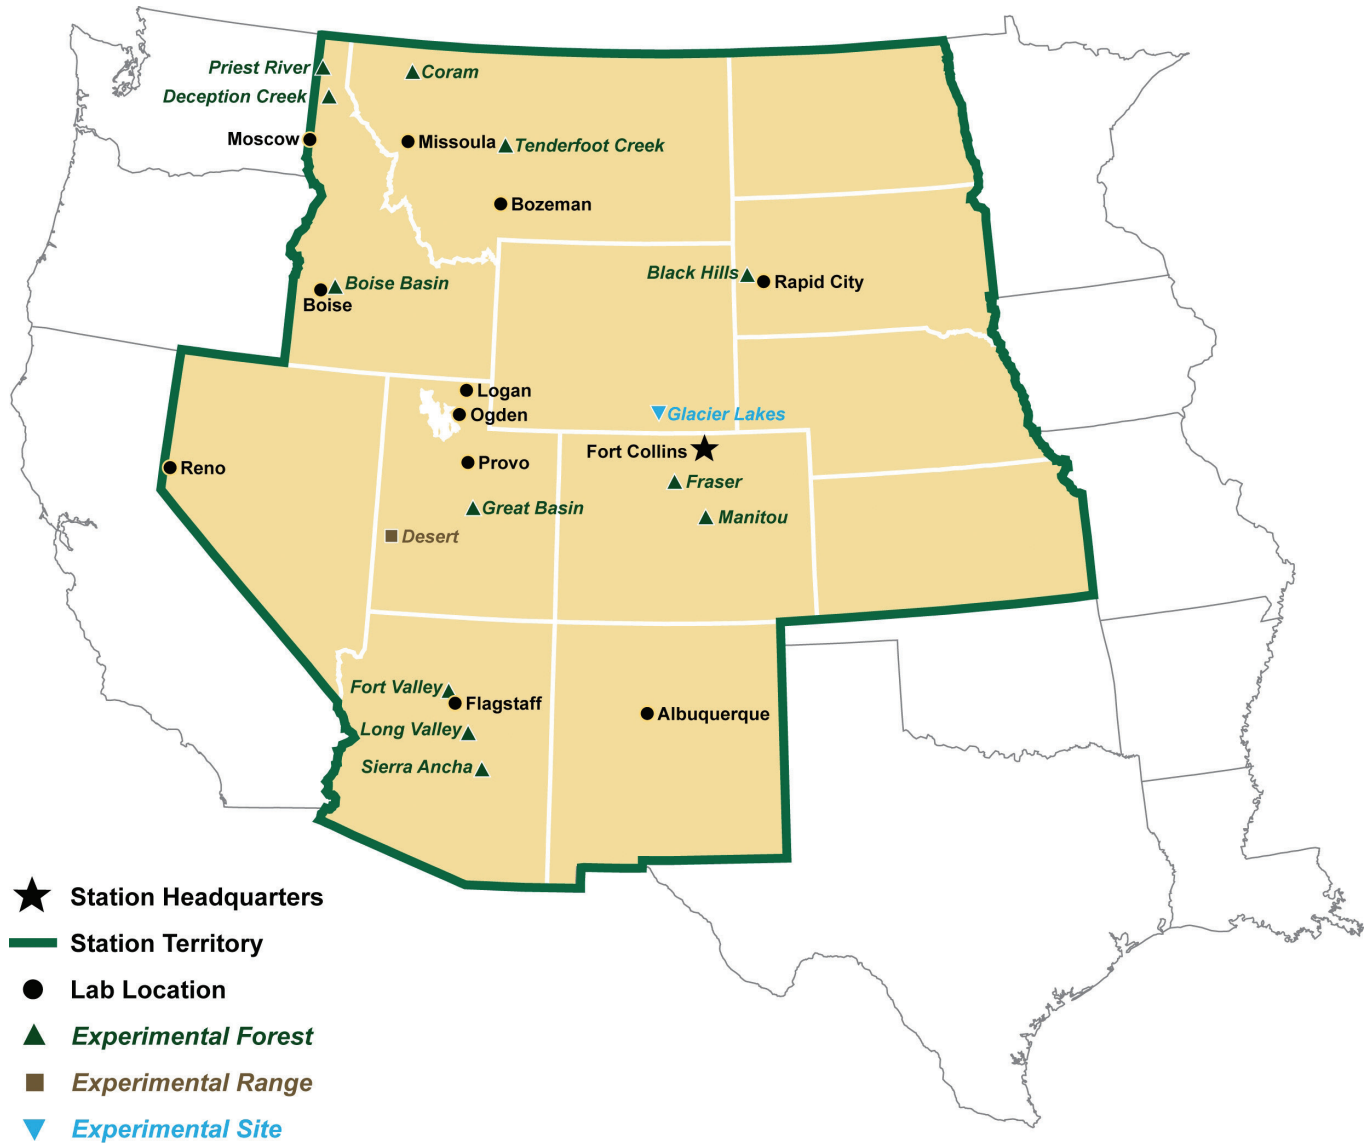 Priest River
Coram
Deception Creek
Moscow
Missoula
Tenderfoot Creek
Bozeman
Black Hills
Rapid City
Boise Basin
Boise
Logan
Ogden
Glacier Lakes
Fort Collins
Provo
Reno
Fraser
Great Basin
Manitou
Desert
Fort Valley
Flagstaff
Albuquerque
Long Valley
Sierra Ancha
Station Headquarters
Station Territory
Lab Location
Experimental Forest
Experimental Range
Experimental Site